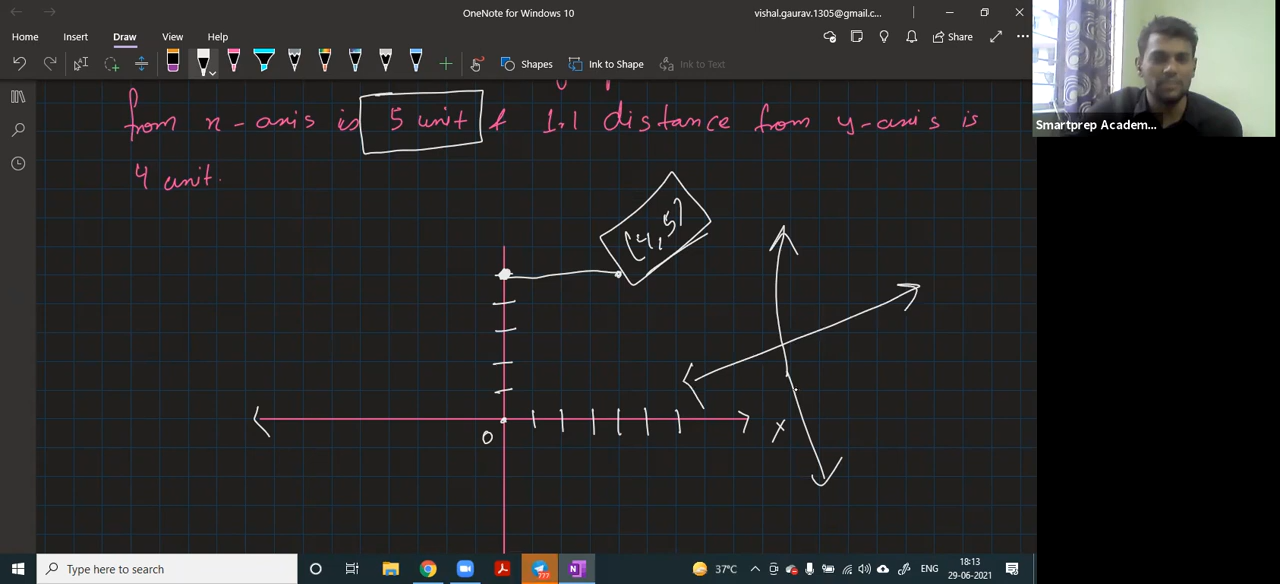 OneNote for Windows 10
vishal.gaurav.1305@gmail.c...
Home Insert Draw View Help
Share
Shapes
Ink to Shape
Ink to Text
Smartprep Academ...
from x-axis is 5 unit & distance from y-axis is
4 unit.
(4,5)
O
X
Type here to search
777
37°C
ENG
18:13
29-06-2021